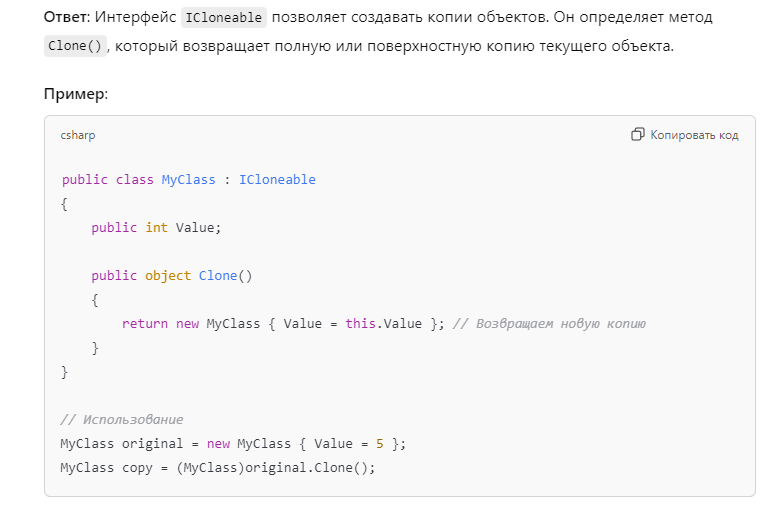 Ответ: Интерфейс ICloneable позволяет создавать копии объектов. Он определяет метод
Clone(), который возвращает полную или поверхностную копию текущего объекта.
Пример:
csharp
Копировать код
public class MyClass : ICloneable
{
    public int Value;
    public object Clone()
    {
        return new MyClass { Value = this.Value }; // Возвращаем новую копию
    }
}
// Использование
MyClass original = new MyClass { Value = 5 };
MyClass copy = (MyClass)original.Clone();